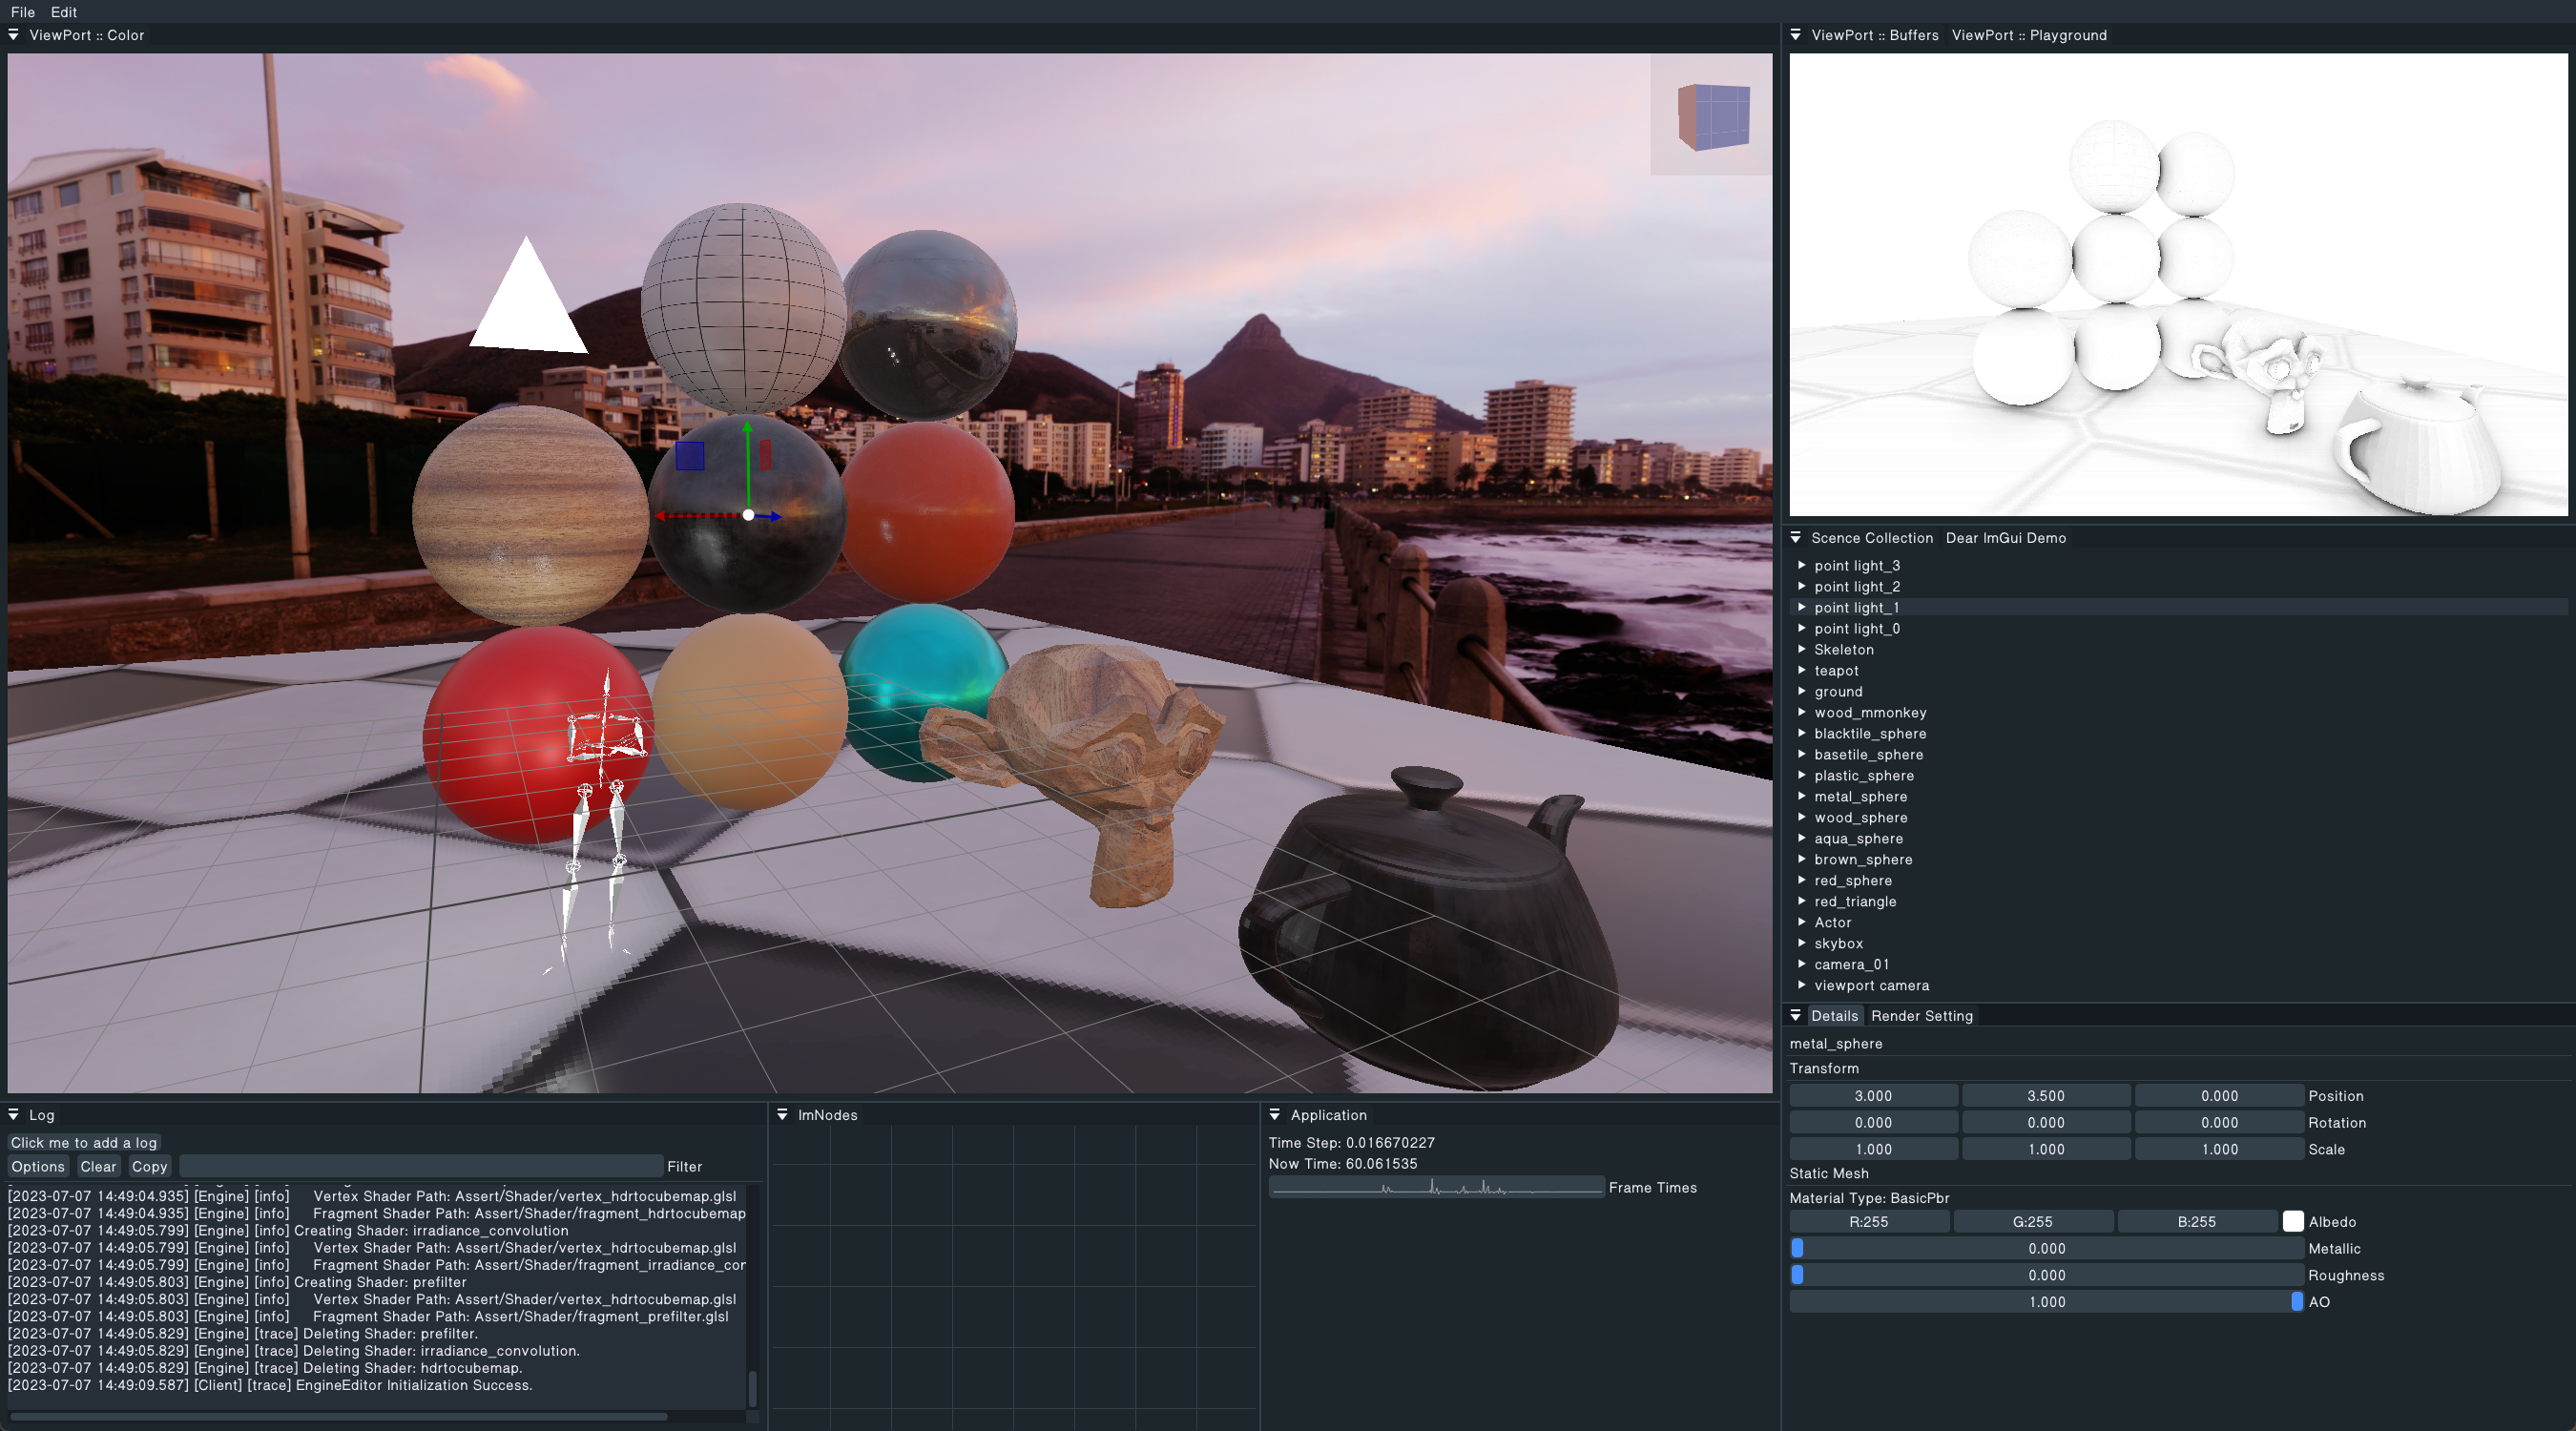 File Edit
ViewPort :: Color
ViewPort :: Buffers ViewPort :: Playground
Scence Collection Dear ImGui Demo
point light_3
point light_2
point light_1
point light_0
Skeleton
teapot
ground
wood_mmonkey
blacktile_sphere
basetile_sphere
plastic_sphere
metal_sphere
wood_sphere
aqua_sphere
brown_sphere
red_sphere
red_triangle
Actor
skybox
camera_01
viewport camera
Details Render Setting
metal_sphere
Transform
3.000 3.500 0.000 Position
0.000 0.000 0.000 Rotation
1.000 1.000 1.000 Scale
Static Mesh
Material Type: BasicPbr
R:255 G:255 B:255 Albedo
0.000 Metallic
0.000 Roughness
1.000 AO
Log
Click me to add a log
Options Clear Copy Filter
[2023-07-07 14:49:04.935] [Engine] [info] Vertex Shader Path: Assert/Shader/vertex_hdrtocubemap.glsl
[2023-07-07 14:49:04.935] [Engine] [info] Fragment Shader Path: Assert/Shader/fragment_hdrtocubemap
[2023-07-07 14:49:05.799] [Engine] [info] Creating Shader: irradiance_convolution
[2023-07-07 14:49:05.799] [Engine] [info] Vertex Shader Path: Assert/Shader/vertex_hdrtocubemap.glsl
[2023-07-07 14:49:05.799] [Engine] [info] Fragment Shader Path: Assert/Shader/fragment_irradiance_cor
[2023-07-07 14:49:05.803] [Engine] [info] Creating Shader: prefilter
[2023-07-07 14:49:05.803] [Engine] [info] Vertex Shader Path: Assert/Shader/vertex_hdrtocubemap.glsl
[2023-07-07 14:49:05.803] [Engine] [info] Fragment Shader Path: Assert/Shader/fragment_prefilter.glsl
[2023-07-07 14:49:05.829] [Engine] [trace] Deleting Shader: prefilter.
[2023-07-07 14:49:05.829] [Engine] [trace] Deleting Shader: irradiance_convolution.
[2023-07-07 14:49:05.829] [Engine] [trace] Deleting Shader: hdrtocubemap.
[2023-07-07 14:49:09.587] [Client] [trace] EngineEditor Initialization Success.
ImNodes
Application
Time Step: 0.016670227
Now Time: 60.061535
Frame Times